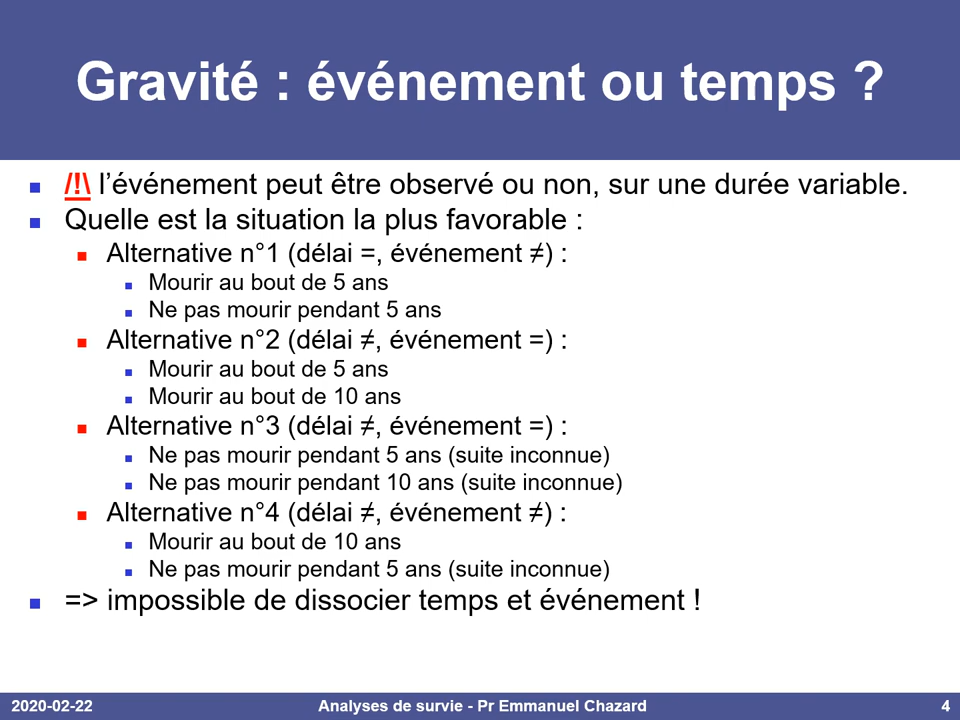 Gravité : événement ou temps ?
/!\ l’événement peut être observé ou non, sur une durée variable.
Quelle est la situation la plus favorable :
Alternative n°1 (délai =, événement ≠) :
Mourir au bout de 5 ans
Ne pas mourir pendant 5 ans
Alternative n°2 (délai ≠, événement =) :
Mourir au bout de 5 ans
Mourir au bout de 10 ans
Alternative n°3 (délai ≠, événement =) :
Ne pas mourir pendant 5 ans (suite inconnue)
Ne pas mourir pendant 10 ans (suite inconnue)
Alternative n°4 (délai ≠, événement ≠) :
Mourir au bout de 10 ans
Ne pas mourir pendant 5 ans (suite inconnue)
=> impossible de dissocier temps et événement !
2020-02-22 Analyses de survie - Pr Emmanuel Chazard 4